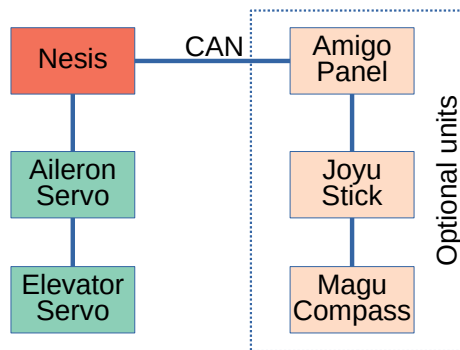 Nesis
CAN
Amigo
Panel
Aileron
Servo
Joyu
Stick
Elevator
Servo
Magu
Compass
Optional units